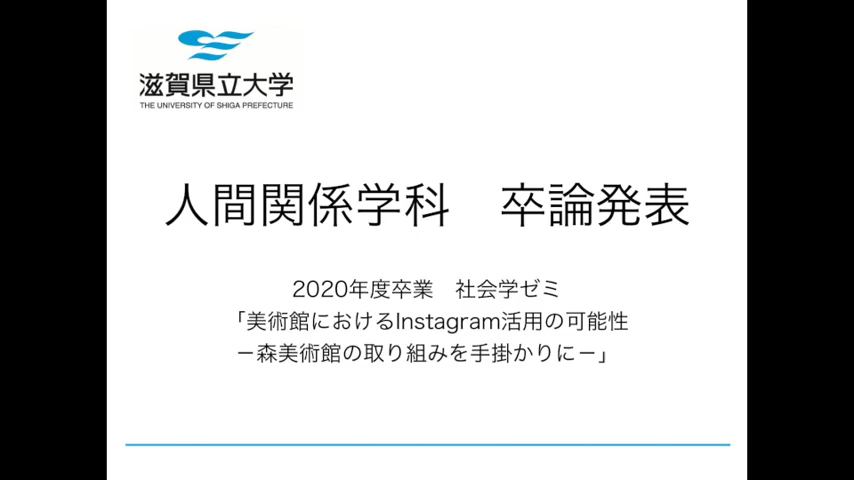 滋賀県立大学
THE UNIVERSITY OF SHIGA PREFECTURE
人間関係学科　卒論発表
2020年度卒業　社会学ゼミ
「美術館におけるInstagram活用の可能性
－森美術館の取り組みを手掛かりに－」